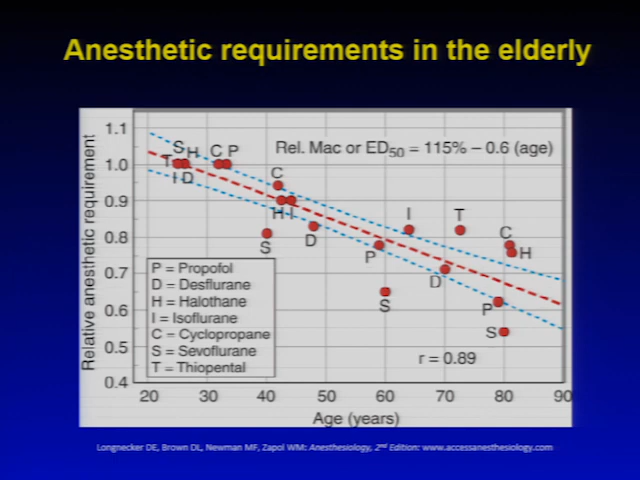 Anesthetic requirements in the elderly
Relative anesthetic requirement
1.1
1.0
0.9
0.8
0.7
0.6
0.5
0.4
Rel. Mac or ED50 = 115% – 0.6 (age)
S H C P
T
I D
C
H I
S
D
I
T
P
S
D
C
H
P
S
P = Propofol
D = Desflurane
H = Halothane
I = Isoflurane
C = Cyclopropane
S = Sevoflurane
T = Thiopental
r = 0.89
20 30 40 50 60 70 80 90
Age (years)
Longnecker DE, Brown DL, Newman MF, Zapol WM: Anesthesiology, 2nd Edition: www.accessanesthesiology.com